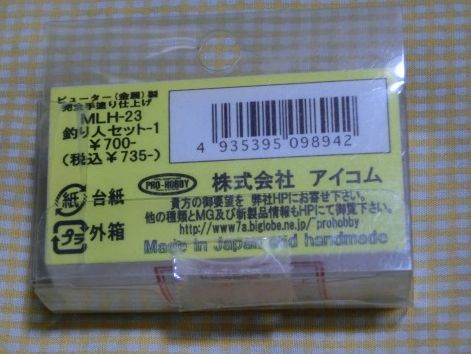 ピューター(金属)製
完全手塗り仕上げ
MLH-23
釣り人セット-1
¥700-
(税込¥735-)
4 935395 098942
PRO-HOBBY
株式会社 アイコム
紙 台紙
プラ 外箱
貴方の御要望を 弊社HPにお寄せ下さい。
他の種類とMG及び新製品情報もHPにて御覧下さい。
http://www7a.biglobe.ne.jp/prohobby
Made in Japan and handmade